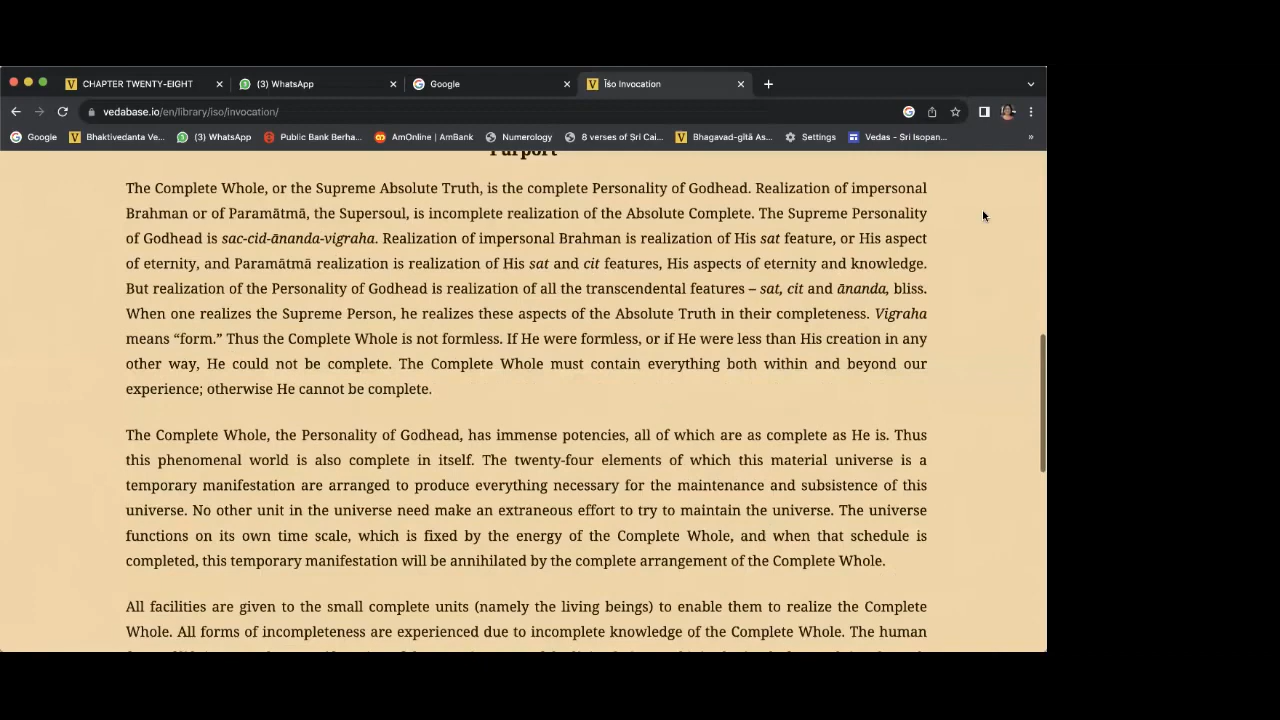 CHAPTER TWENTY-EIGHT
(3) WhatsApp
Google
Īśo Invocation
vedabase.io/en/library/iso/invocation/
Google
Bhaktivedanta Ve...
(3) WhatsApp
Public Bank Berha...
AmOnline | AmBank
Numerology
8 verses of Sri Cai...
Bhagavad-gītā As...
Settings
Vedas - Sri Isopan...
»
Purport
The Complete Whole, or the Supreme Absolute Truth, is the complete Personality of Godhead. Realization of impersonal
Brahman or of Paramātmā, the Supersoul, is incomplete realization of the Absolute Complete. The Supreme Personality
of Godhead is sac-cid-ānanda-vigraha. Realization of impersonal Brahman is realization of His sat feature, or His aspect
of eternity, and Paramātmā realization is realization of His sat and cit features, His aspects of eternity and knowledge.
But realization of the Personality of Godhead is realization of all the transcendental features – sat, cit and ānanda, bliss.
When one realizes the Supreme Person, he realizes these aspects of the Absolute Truth in their completeness. Vigraha
means “form.” Thus the Complete Whole is not formless. If He were formless, or if He were less than His creation in any
other way, He could not be complete. The Complete Whole must contain everything both within and beyond our
experience; otherwise He cannot be complete.
The Complete Whole, the Personality of Godhead, has immense potencies, all of which are as complete as He is. Thus
this phenomenal world is also complete in itself. The twenty-four elements of which this material universe is a
temporary manifestation are arranged to produce everything necessary for the maintenance and subsistence of this
universe. No other unit in the universe need make an extraneous effort to try to maintain the universe. The universe
functions on its own time scale, which is fixed by the energy of the Complete Whole, and when that schedule is
completed, this temporary manifestation will be annihilated by the complete arrangement of the Complete Whole.
All facilities are given to the small complete units (namely the living beings) to enable them to realize the Complete
Whole. All forms of incompleteness are experienced due to incomplete knowledge of the Complete Whole. The human